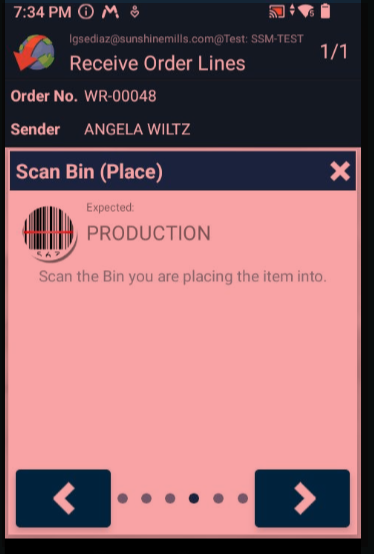 7:34 PM
lgsediaz@sunshinemills.com@Test: SSM-TEST
Receive Order Lines
1/1
Order No. WR-00048
Sender ANGELA WILTZ
Scan Bin (Place)
Expected:
PRODUCTION
Scan the Bin you are placing the item into.